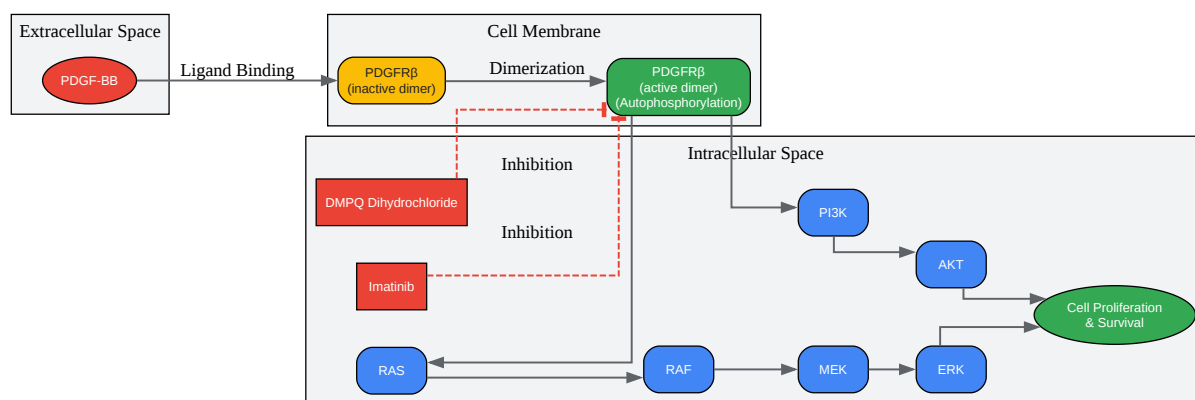 Extracellular Space
Cell Membrane
PDGF-BB
Ligand Binding
PDGFRβ
(inactive dimer)
Dimerization
PDGFRβ
(active dimer)
(Autophosphorylation)
Intracellular Space
Inhibition
DMPQ Dihydrochloride
PI3K
Inhibition
AKT
Imatinib
Cell Proliferation
& Survival
RAS
RAF
MEK
ERK